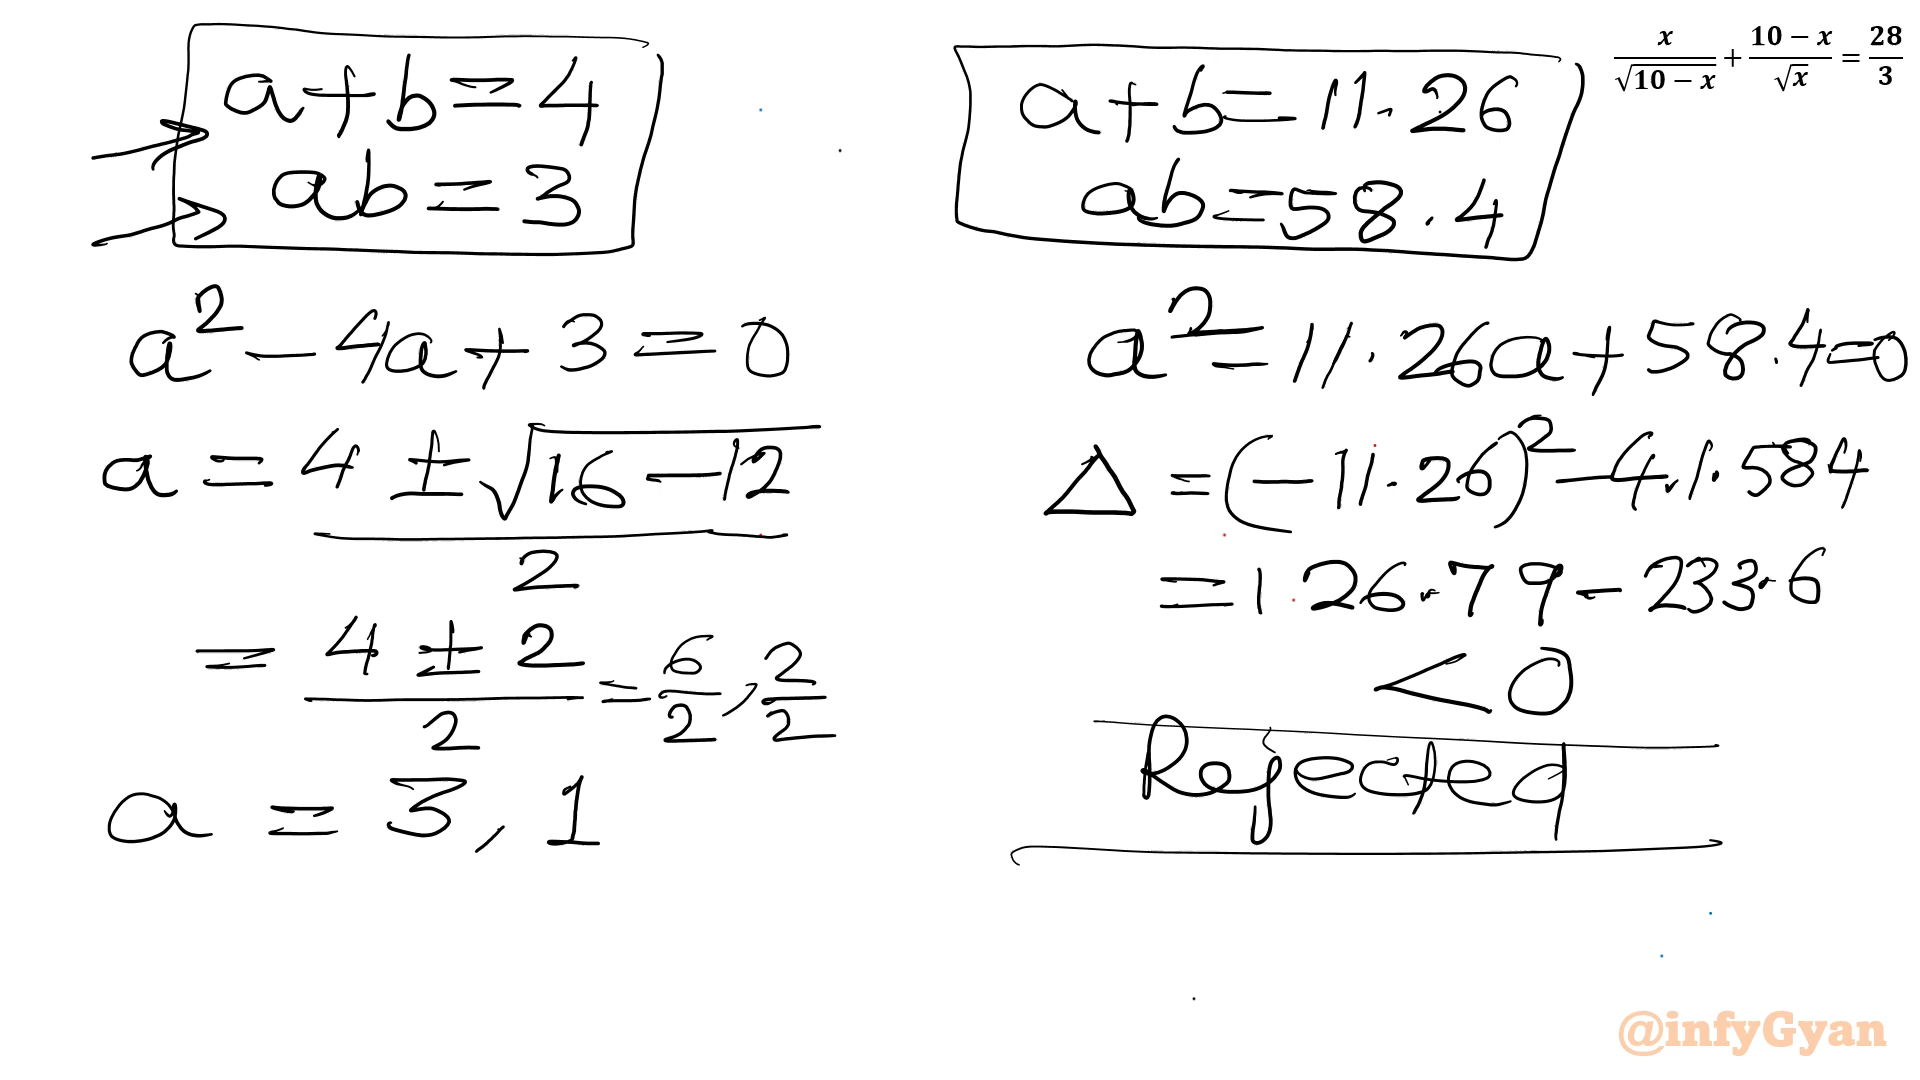 a+b=4
ab=3
a² - 4a + 3 = 0
a = (4 ± √(16-12))/2
= (4 ± 2)/2 = 6/2, 2/2
a = 3, 1
a+b=11.26
ab=58.4
a² = 11.26a+58.4=0
Δ = (-11.26)² - 4.1.584
= 126.79 - 233.6
< 0
Rejected
x/√(10 − x) + (10 − x)/√x = 28/3
@infyGyan